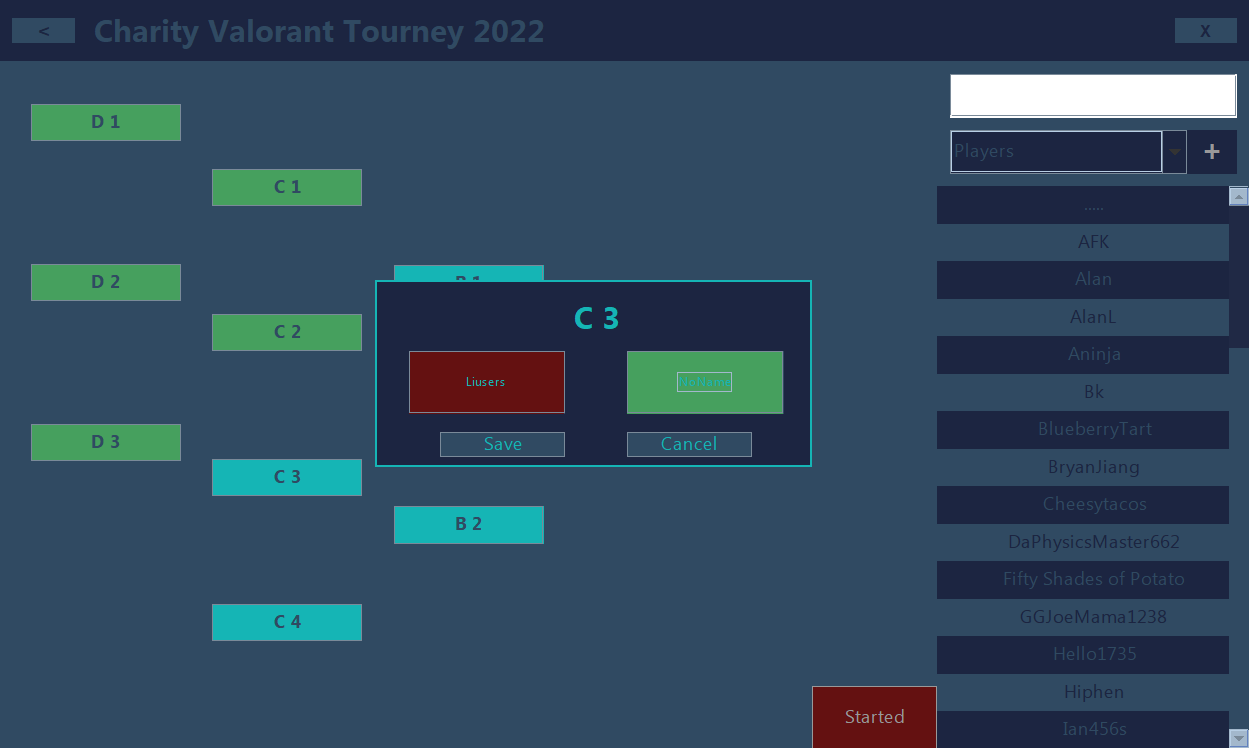 <
Charity Valorant Tourney 2022
X
D 1
C 1
D 2
C 2
B 1
D 3
C 3
B 2
C 4
C 3
Liusers
NoName
Save
Cancel
Started
Players
+
.....
AFK
Alan
AlanL
Aninja
Bk
BlueberryTart
BryanJiang
Cheesytacos
DaPhysicsMaster662
Fifty Shades of Potato
GGJoeMama1238
Hello1735
Hiphen
Ian456s